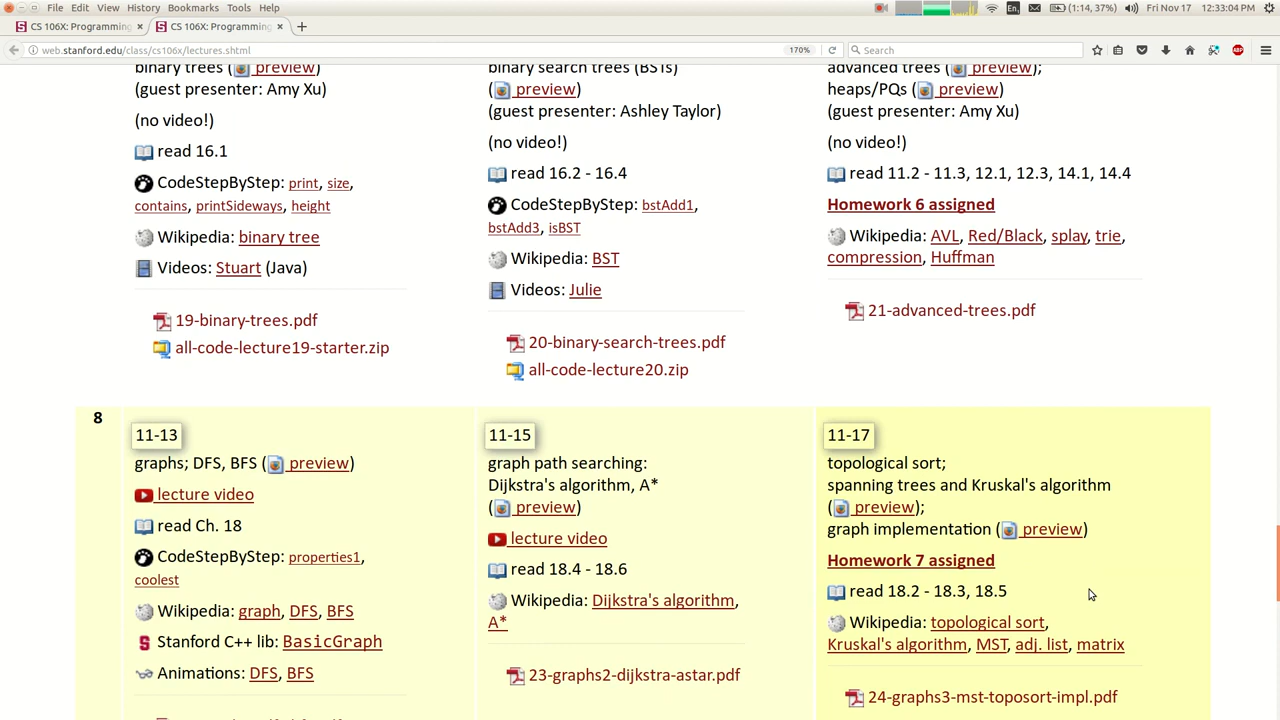 File Edit View History Bookmarks Tools Help
En (1:14, 37%) Fri Nov 17 12:33:04
CS 106X: Programming × CS 106X: Programming × +
web.stanford.edu/class/cs106x/lectures.shtml 170% Search
binary trees ( preview)
(guest presenter: Amy Xu)
(no video!)
read 16.1
CodeStepByStep: print, size,
contains, printSideways, height
Wikipedia: binary tree
Videos: Stuart (Java)
19-binary-trees.pdf
all-code-lecture19-starter.zip
binary search trees (BSTs)
( preview)
(guest presenter: Ashley Taylor)
(no video!)
read 16.2 - 16.4
CodeStepByStep: bstAdd1,
bstAdd3, isBST
Wikipedia: BST
Videos: Julie
20-binary-search-trees.pdf
all-code-lecture20.zip
advanced trees ( preview);
heaps/PQs ( preview)
(guest presenter: Amy Xu)
(no video!)
read 11.2 - 11.3, 12.1, 12.3, 14.1, 14.4
Homework 6 assigned
Wikipedia: AVL, Red/Black, splay, trie,
compression, Huffman
21-advanced-trees.pdf
8
11-13
graphs; DFS, BFS ( preview)
lecture video
read Ch. 18
CodeStepByStep: properties1,
coolest
Wikipedia: graph, DFS, BFS
Stanford C++ lib: BasicGraph
Animations: DFS, BFS
11-15
graph path searching:
Dijkstra's algorithm, A*
( preview)
lecture video
read 18.4 - 18.6
Wikipedia: Dijkstra's algorithm,
A*
23-graphs2-dijkstra-astar.pdf
11-17
topological sort;
spanning trees and Kruskal's algorithm
( preview);
graph implementation ( preview)
Homework 7 assigned
read 18.2 - 18.3, 18.5
Wikipedia: topological sort,
Kruskal's algorithm, MST, adj. list, matrix
24-graphs3-mst-toposort-impl.pdf